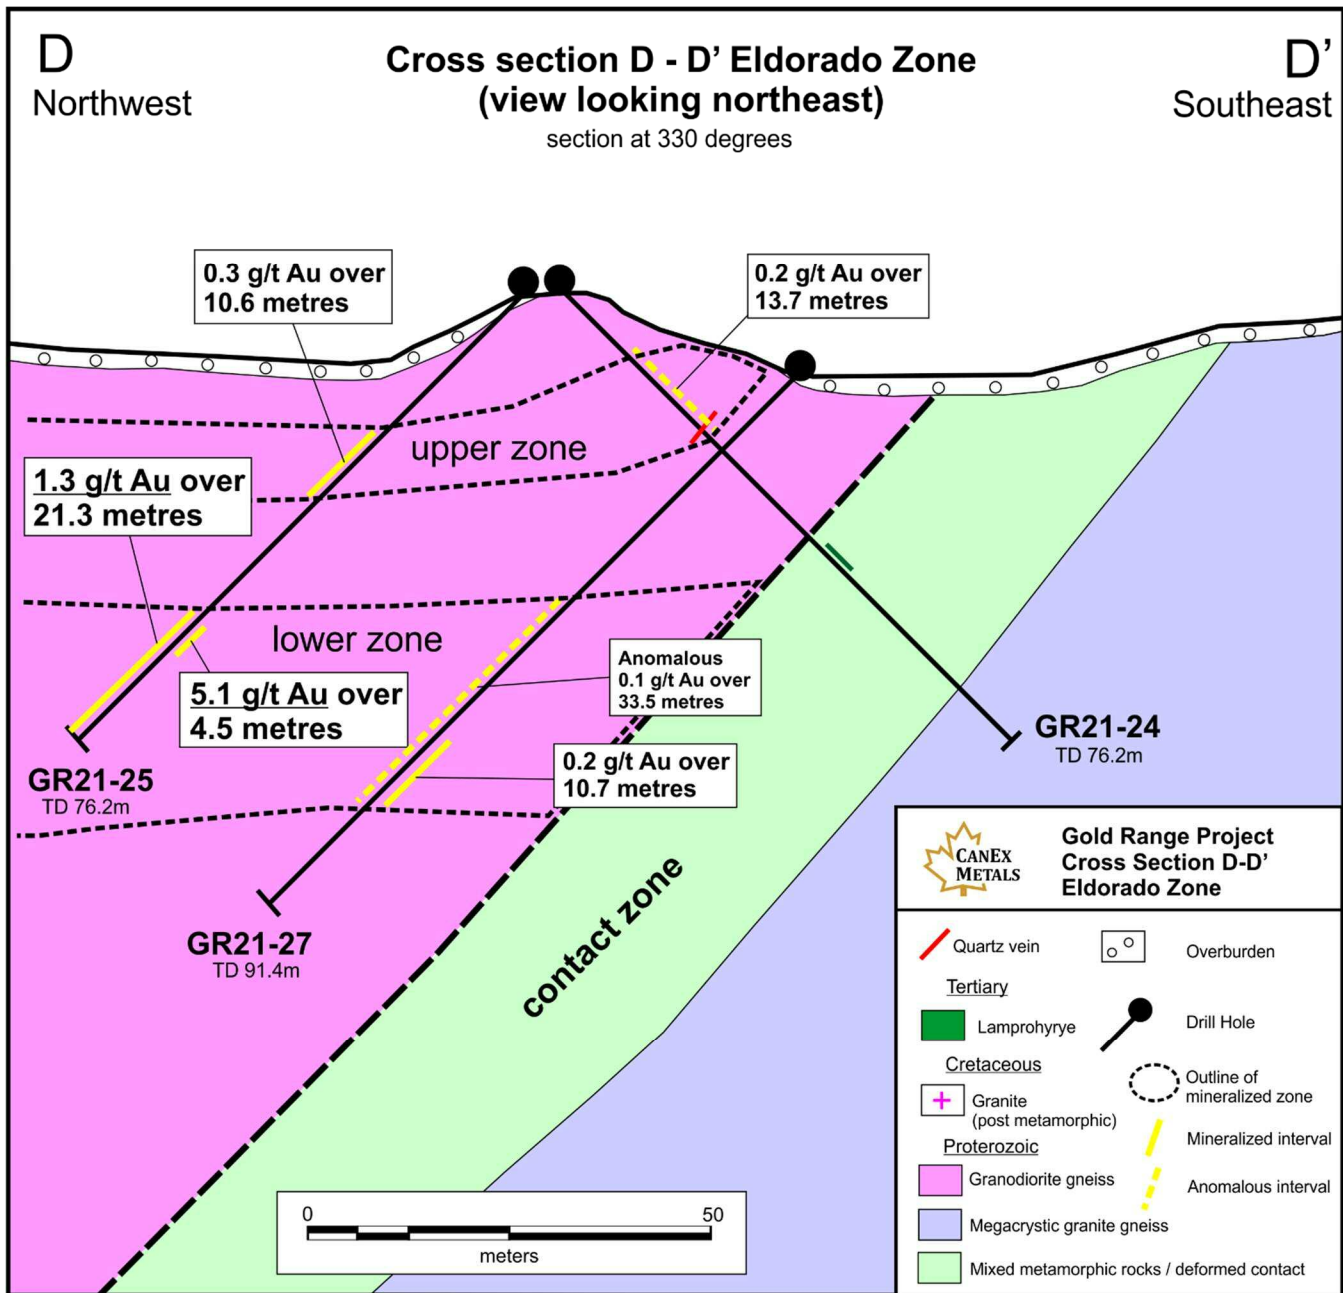 D
Northwest
Cross section D - D' Eldorado Zone
(view looking northeast)
section at 330 degrees
D'
Southeast
0.3 g/t Au over
10.6 metres
0.2 g/t Au over
13.7 metres
upper zone
1.3 g/t Au over
21.3 metres
lower zone
Anomalous
0.1 g/t Au over
33.5 metres
5.1 g/t Au over
4.5 metres
0.2 g/t Au over
10.7 metres
GR21-24
TD 76.2m
GR21-25
TD 76.2m
GR21-27
TD 91.4m
contact zone
0 50
meters
CANEX
METALS
Gold Range Project
Cross Section D-D'
Eldorado Zone
Quartz vein
Overburden
Tertiary
Lamprohyrye
Drill Hole
Cretaceous
Granite
(post metamorphic)
Outline of
mineralized zone
Proterozoic
Mineralized interval
Granodiorite gneiss
Anomalous interval
Megacrystic granite gneiss
Mixed metamorphic rocks / deformed contact